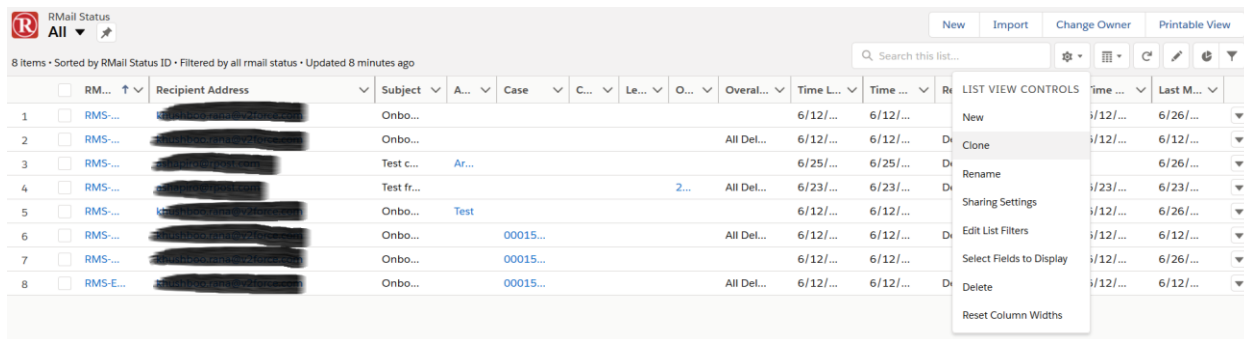 RMail Status
All
New Import Change Owner Printable View
8 items • Sorted by RMail Status ID • Filtered by all rmail status • Updated 8 minutes ago
Search this list...
RM... Recipient Address Subject A... Case C... Le... O... Overal... Time L... Time ... Re Time ... Last M...
1 RMS-... Onbo... 6/12/... 6/12/... 6/12/... 6/26/...
2 RMS-... Onbo... All Del... 6/12/... 6/12/... De 6/12/... 6/12/...
3 RMS-... Test c... Ar... 6/25/... 6/25/... 6/26/...
4 RMS-... Test fr... 2... All Del... 6/23/... 6/23/... De 6/23/... 6/23/...
5 RMS-... Onbo... Test 6/12/... 6/12/... 6/12/... 6/26/...
6 RMS-... Onbo... 00015... All Del... 6/12/... 6/12/... De 6/12/... 6/12/...
7 RMS-... Onbo... 00015... 6/12/... 6/12/... 6/12/... 6/26/...
8 RMS-E... Onbo... 00015... All Del... 6/12/... 6/12/... De 6/12/... 6/12/...
LIST VIEW CONTROLS
New
Clone
Rename
Sharing Settings
Edit List Filters
Select Fields to Display
Delete
Reset Column Widths